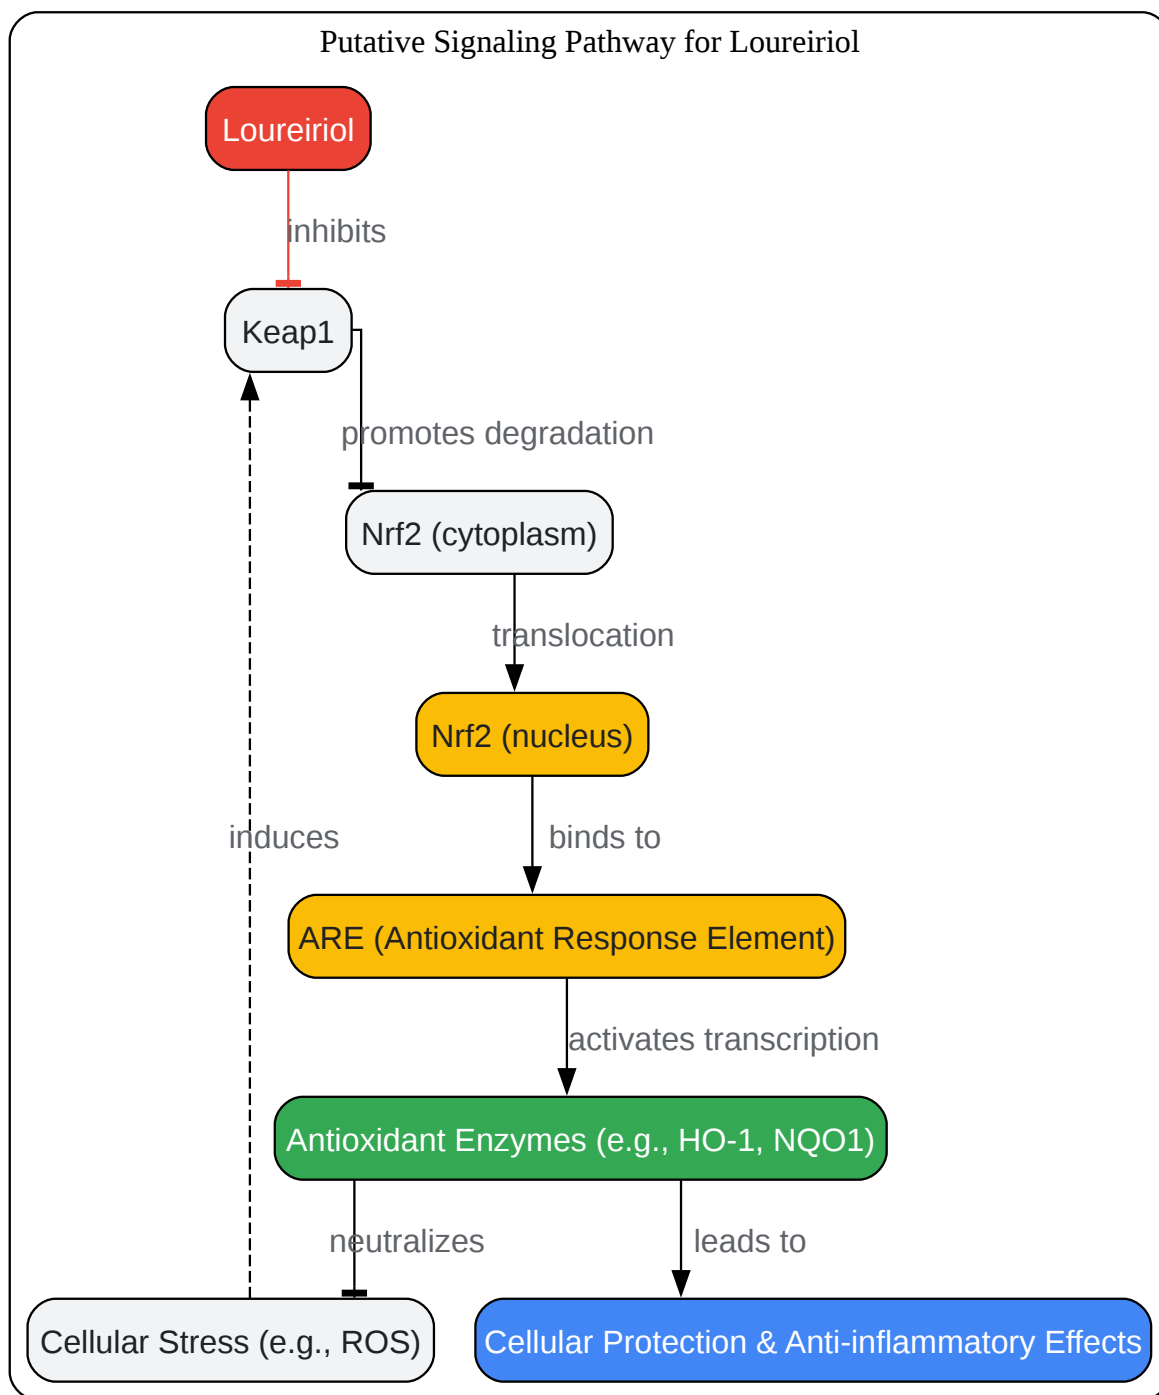 Putative Signaling Pathway for Loureiriol
Loureiriol
inhibits
Keap1
promotes degradation
Nrf2 (cytoplasm)
translocation
Nrf2 (nucleus)
induces
binds to
ARE (Antioxidant Response Element)
activates transcription
Antioxidant Enzymes (e.g., HO-1, NQO1)
neutralizes
leads to
Cellular Stress (e.g., ROS)
Cellular Protection & Anti-inflammatory Effects